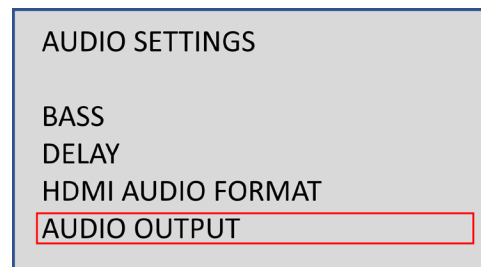 AUDIO SETTINGS
BASS
DELAY
HDMI AUDIO FORMAT
AUDIO OUTPUT